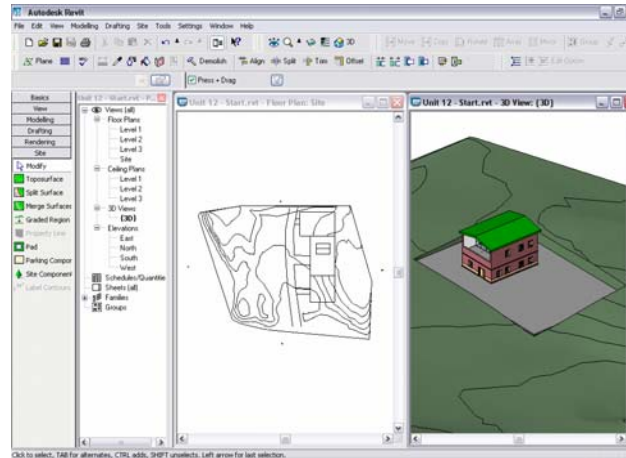 Autodesk Revit
File Edit View Modelling Drafting Site Tools Settings Window Help
3D Move Copy Rotate Array Mirror Group
Plane Demolish Align Split Trim Offset
Press + Drag
Basics
View
Modelling
Drafting
Rendering
Site
Modify
Toposurface
Split Surface
Merge Surfaces
Graded Region
Property Line
Pad
Parking Compor
Site Component
Label Contours
Unit 12 - Start.rvt - P...
Views (all)
Floor Plans
Level 1
Level 2
Level 3
Site
Ceiling Plans
Level 1
Level 2
Level 3
3D Views
{3D}
Elevations
East
North
South
West
Schedules/Quantities
Sheets (all)
Families
Groups
Unit 12 - Start.rvt - Floor Plan: Site
Unit 12 - Start.rvt - 3D View: {3D}
Click to select, TAB for alternates, CTRL adds, SHIFT unselects. Left arrow for last selection.